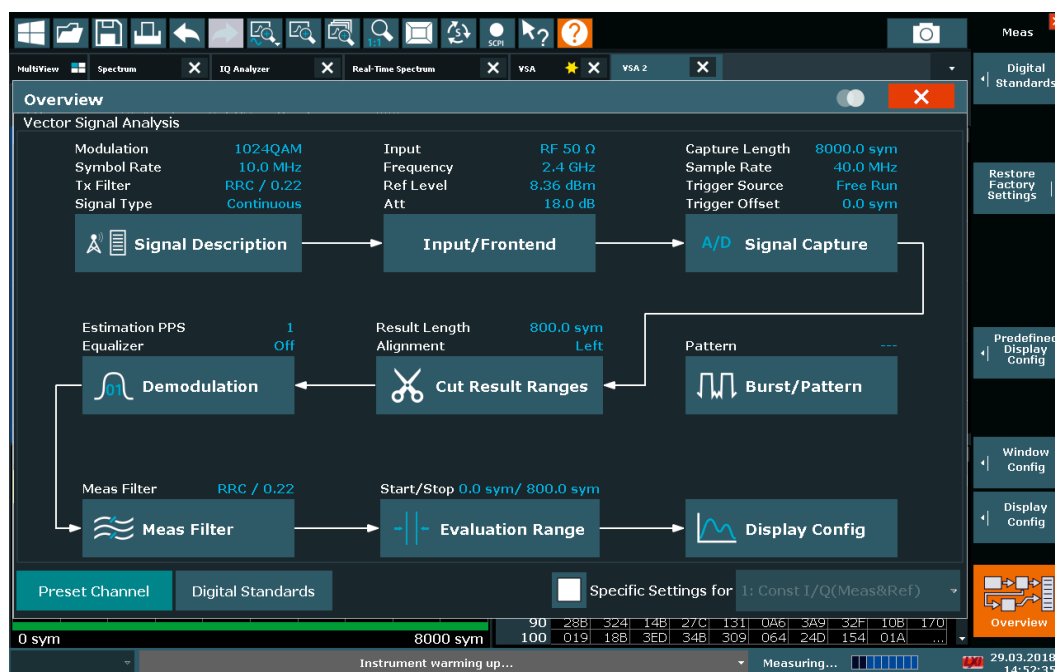 1:1
SCPI
?
?
Meas
MultiView
Spectrum
IQ Analyzer
Real-Time Spectrum
VSA
VSA 2
Digital
Standards
Overview
Vector Signal Analysis
Modulation 1024QAM
Symbol Rate 10.0 MHz
Tx Filter RRC / 0.22
Signal Type Continuous
Input RF 50 Ω
Frequency 2.4 GHz
Ref Level 8.36 dBm
Att 18.0 dB
Capture Length 8000.0 sym
Sample Rate 40.0 MHz
Trigger Source Free Run
Trigger Offset 0.0 sym
Restore
Factory
Settings
Signal Description
Input/Frontend
A/D Signal Capture
Estimation PPS 1
Equalizer Off
Result Length 800.0 sym
Alignment Left
Pattern ---
Predefined
Display
Config
01 Demodulation
Cut Result Ranges
Burst/Pattern
Window
Config
Meas Filter RRC / 0.22
Start/Stop 0.0 sym/ 800.0 sym
Display
Config
Meas Filter
Evaluation Range
Display Config
Preset Channel
Digital Standards
Specific Settings for 1: Const I/Q(Meas&Ref)
Overview
90 28B 324 14B 27C 131 0A6 3A9 32F 10B 170
0 sym 8000 sym
100 019 18B 3ED 34B 309 064 24D 154 01A ...
Instrument warming up...
Measuring...
LXI
29.03.2018
14:52:35